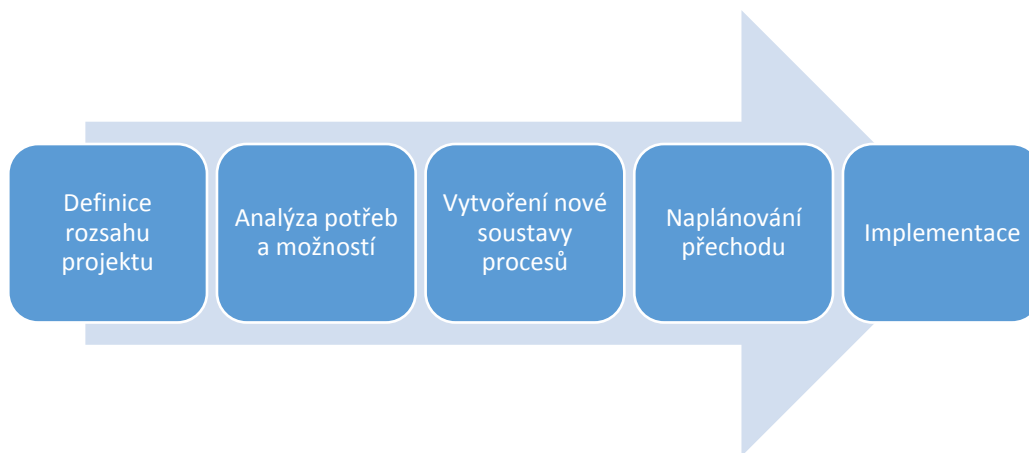 Definice
rozsahu
projektu
Analýza potřeb
a možností
Vytvoření nové
soustavy
procesů
Naplánování
přechodu
Implementace